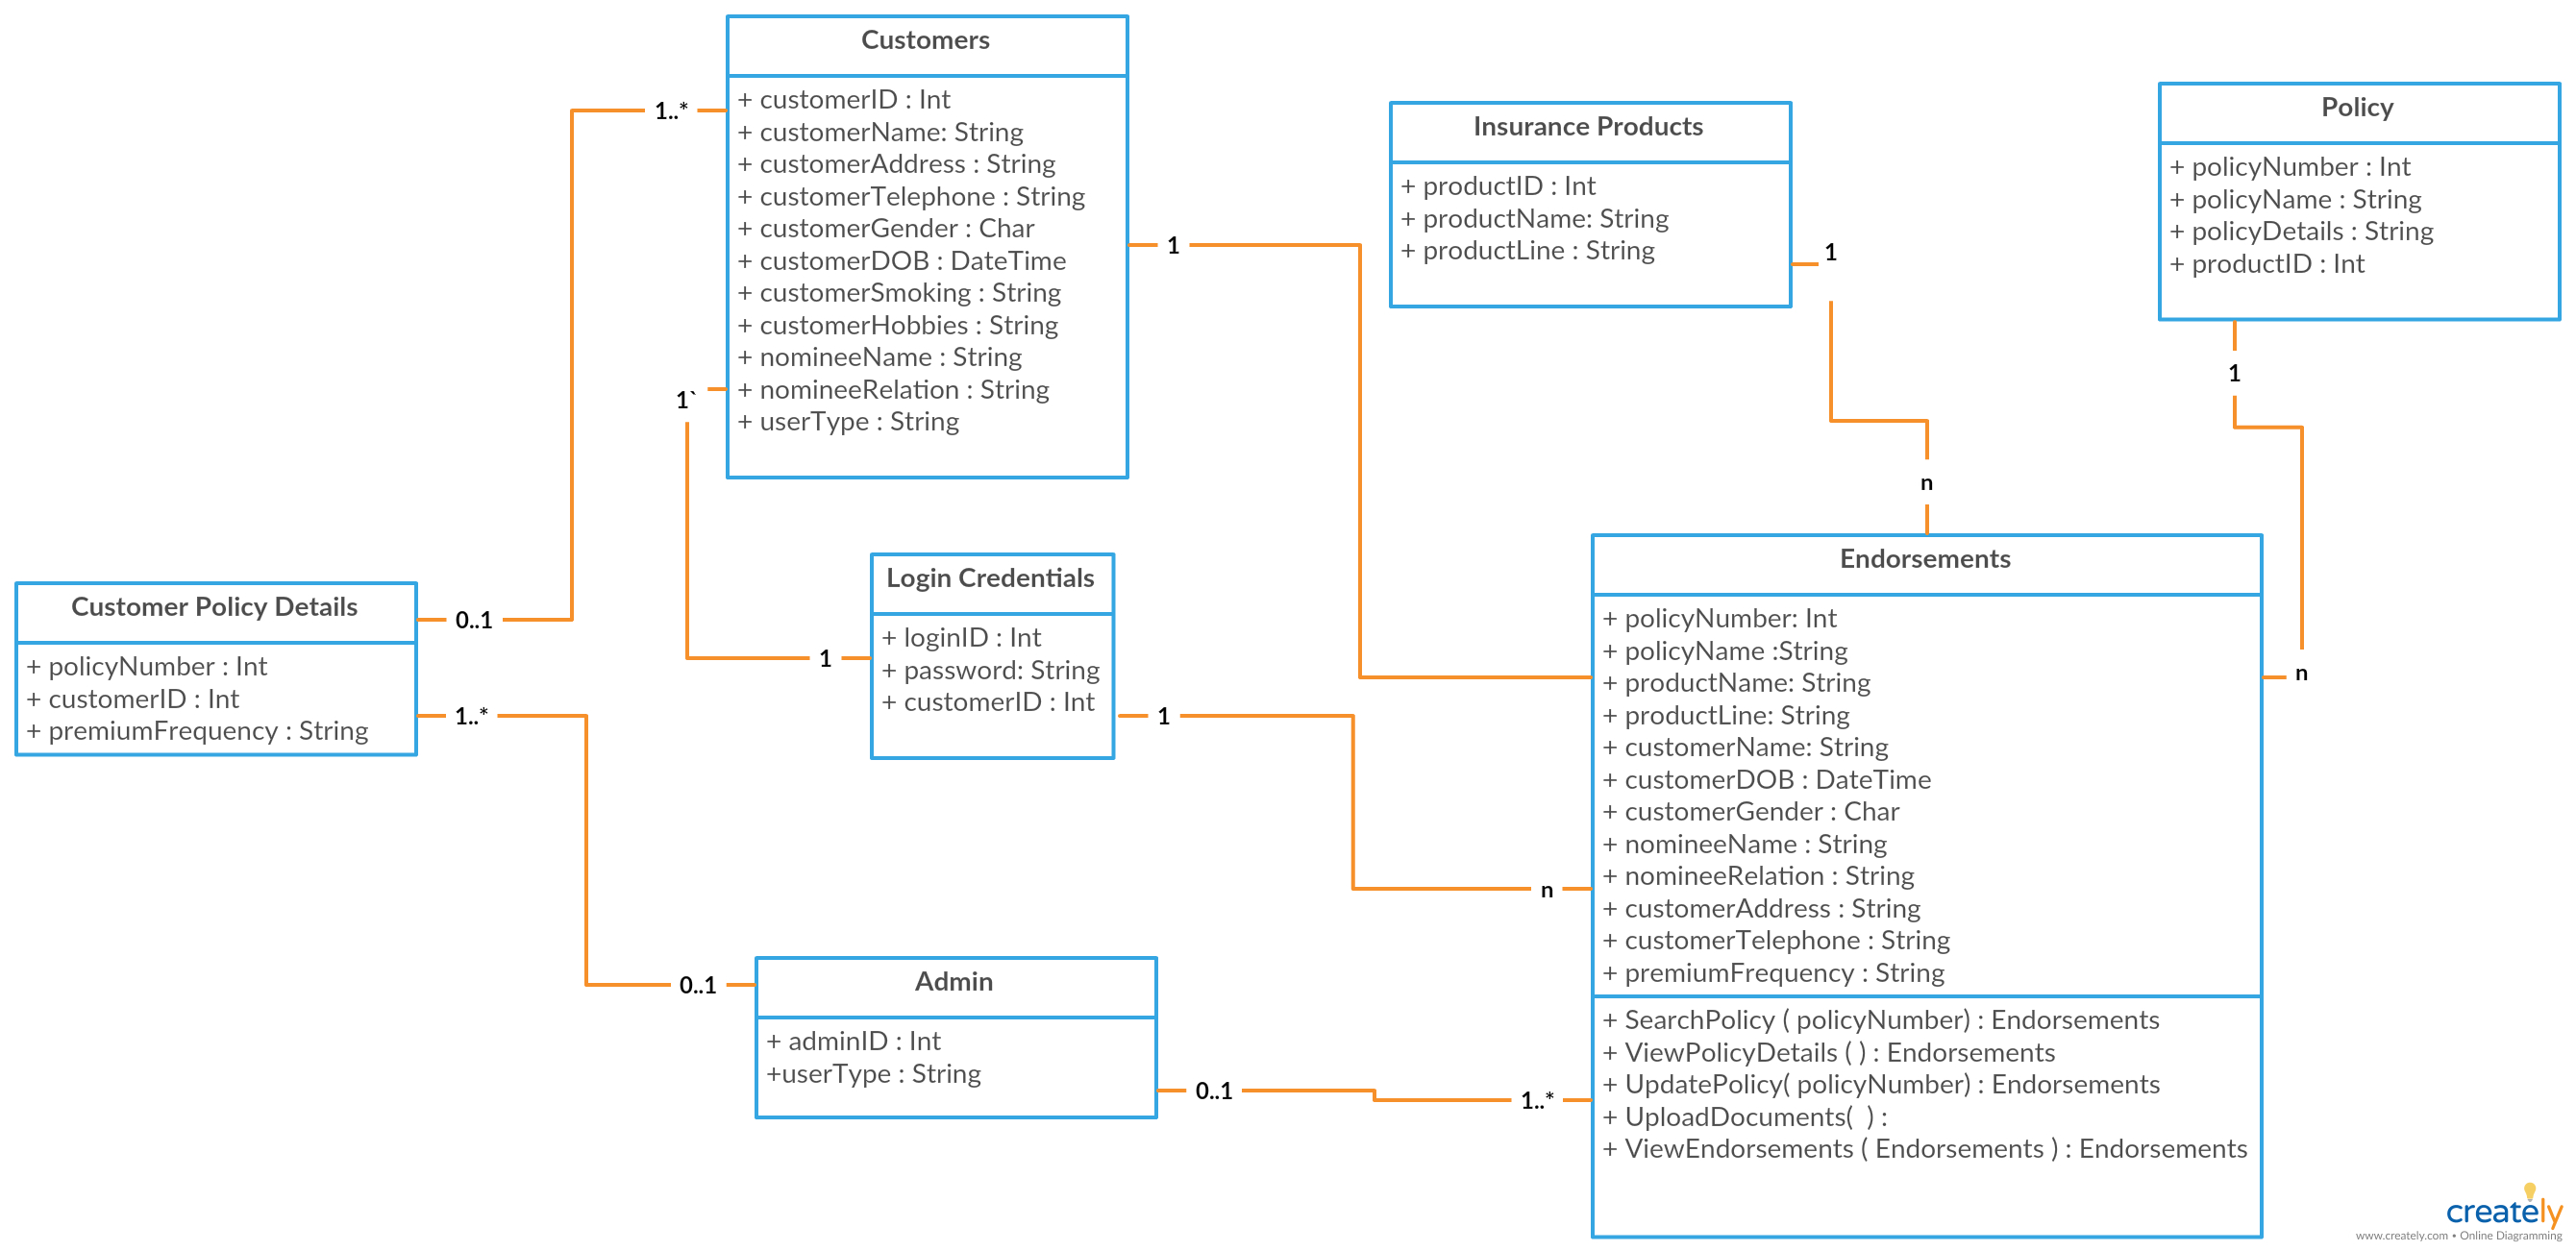 Customers
+ customerID : Int
+ customerName: String
+ customerAddress : String
+ customerTelephone : String
+ customerGender : Char
+ customerDOB : DateTime
+ customerSmoking : String
+ customerHobbies : String
+ nomineeName : String
+ nomineeRelation : String
+ userType : String
1..*
1
1`
Insurance Products
+ productID : Int
+ productName: String
+ productLine : String
1
n
Policy
+ policyNumber : Int
+ policyName : String
+ policyDetails : String
+ productID : Int
1
n
Customer Policy Details
+ policyNumber : Int
+ customerID : Int
+ premiumFrequency : String
0..1
1..*
Login Credentials
+ loginID : Int
+ password: String
+ customerID : Int
1
1
n
Endorsements
+ policyNumber: Int
+ policyName :String
+ productName: String
+ productLine: String
+ customerName: String
+ customerDOB : DateTime
+ customerGender : Char
+ nomineeName : String
+ nomineeRelation : String
+ customerAddress : String
+ customerTelephone : String
+ premiumFrequency : String
+ SearchPolicy ( policyNumber) : Endorsements
+ ViewPolicyDetails ( ) : Endorsements
+ UpdatePolicy( policyNumber) : Endorsements
+ UploadDocuments(  ) :
+ ViewEndorsements ( Endorsements ) : Endorsements
Admin
+ adminID : Int
+userType : String
0..1
0..1
1..*
creately
www.creately.com • Online Diagramming